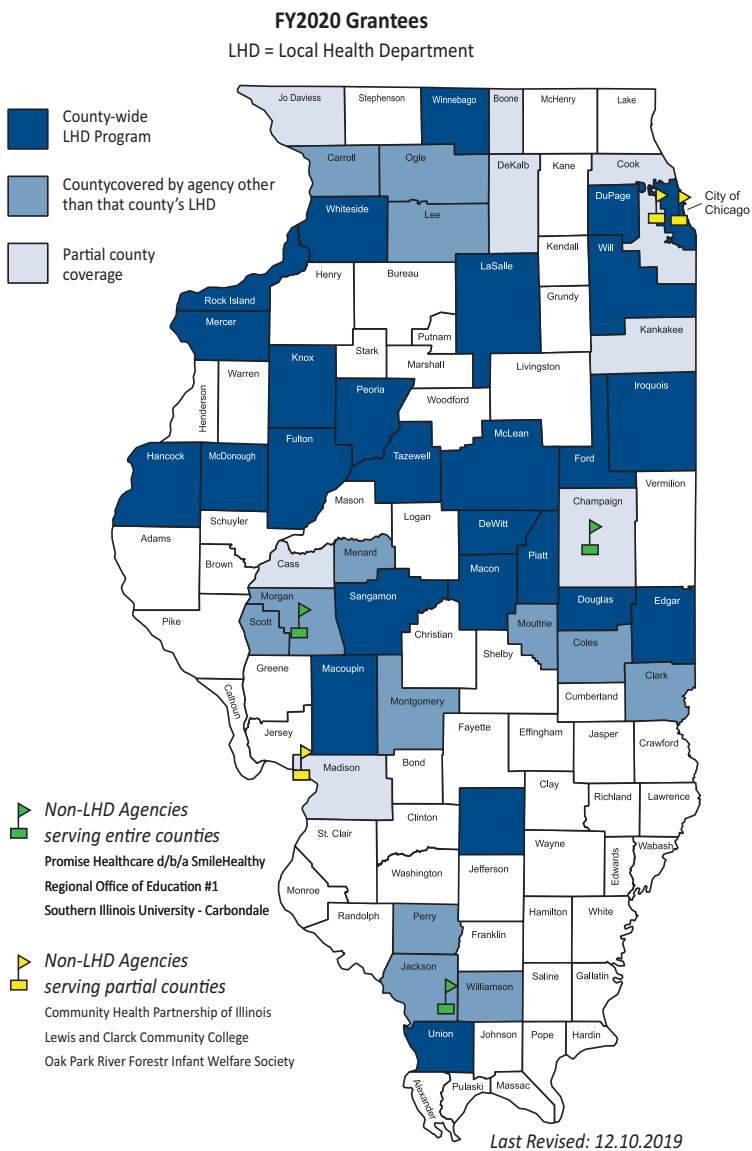 FY2020 Grantees
LHD = Local Health Department
County-wide
LHD Program
Countycovered by agency other
than that county's LHD
Partial county
coverage
Jo Daviess
Stephenson
Winnebago
Boone
McHenry
Lake
Carroll
Ogle
DeKalb
Kane
Cook
City of
Chicago
DuPage
Whiteside
Lee
Kendall
Will
LaSalle
Henry
Bureau
Grundy
Rock Island
Mercer
Putnam
Kankakee
Knox
Stark
Marshall
Livingston
Warren
Henderson
Peoria
Woodford
Iroquois
Fulton
McLean
Hancock
McDonough
Tazewell
Ford
Vermilion
Mason
Champaign
Schuyler
Logan
Adams
DeWitt
Menard
Piatt
Cass
Brown
Macon
Morgan
Sangamon
Douglas
Edgar
Scott
Moultrie
Pike
Christian
Coles
Shelby
Greene
Macoupin
Clark
Calhoun
Montgomery
Cumberland
Fayette
Jersey
Effingham
Jasper
Crawford
Madison
Bond
Clay
Richland
Lawrence
Clinton
St. Clair
Wayne
Edwards
Wabash
Washington
Jefferson
Monroe
Randolph
Perry
Hamilton
White
Franklin
Jackson
Williamson
Saline
Gallatin
Union
Johnson
Pope
Hardin
Alexander
Pulaski
Massac
Non-LHD Agencies
serving entire counties
Promise Healthcare d/b/a SmileHealthy
Regional Office of Education #1
Southern Illinois University - Carbondale
Non-LHD Agencies
serving partial counties
Community Health Partnership of Illinois
Lewis and Clarck Community College
Oak Park River Forestr Infant Welfare Society
Last Revised: 12.10.2019